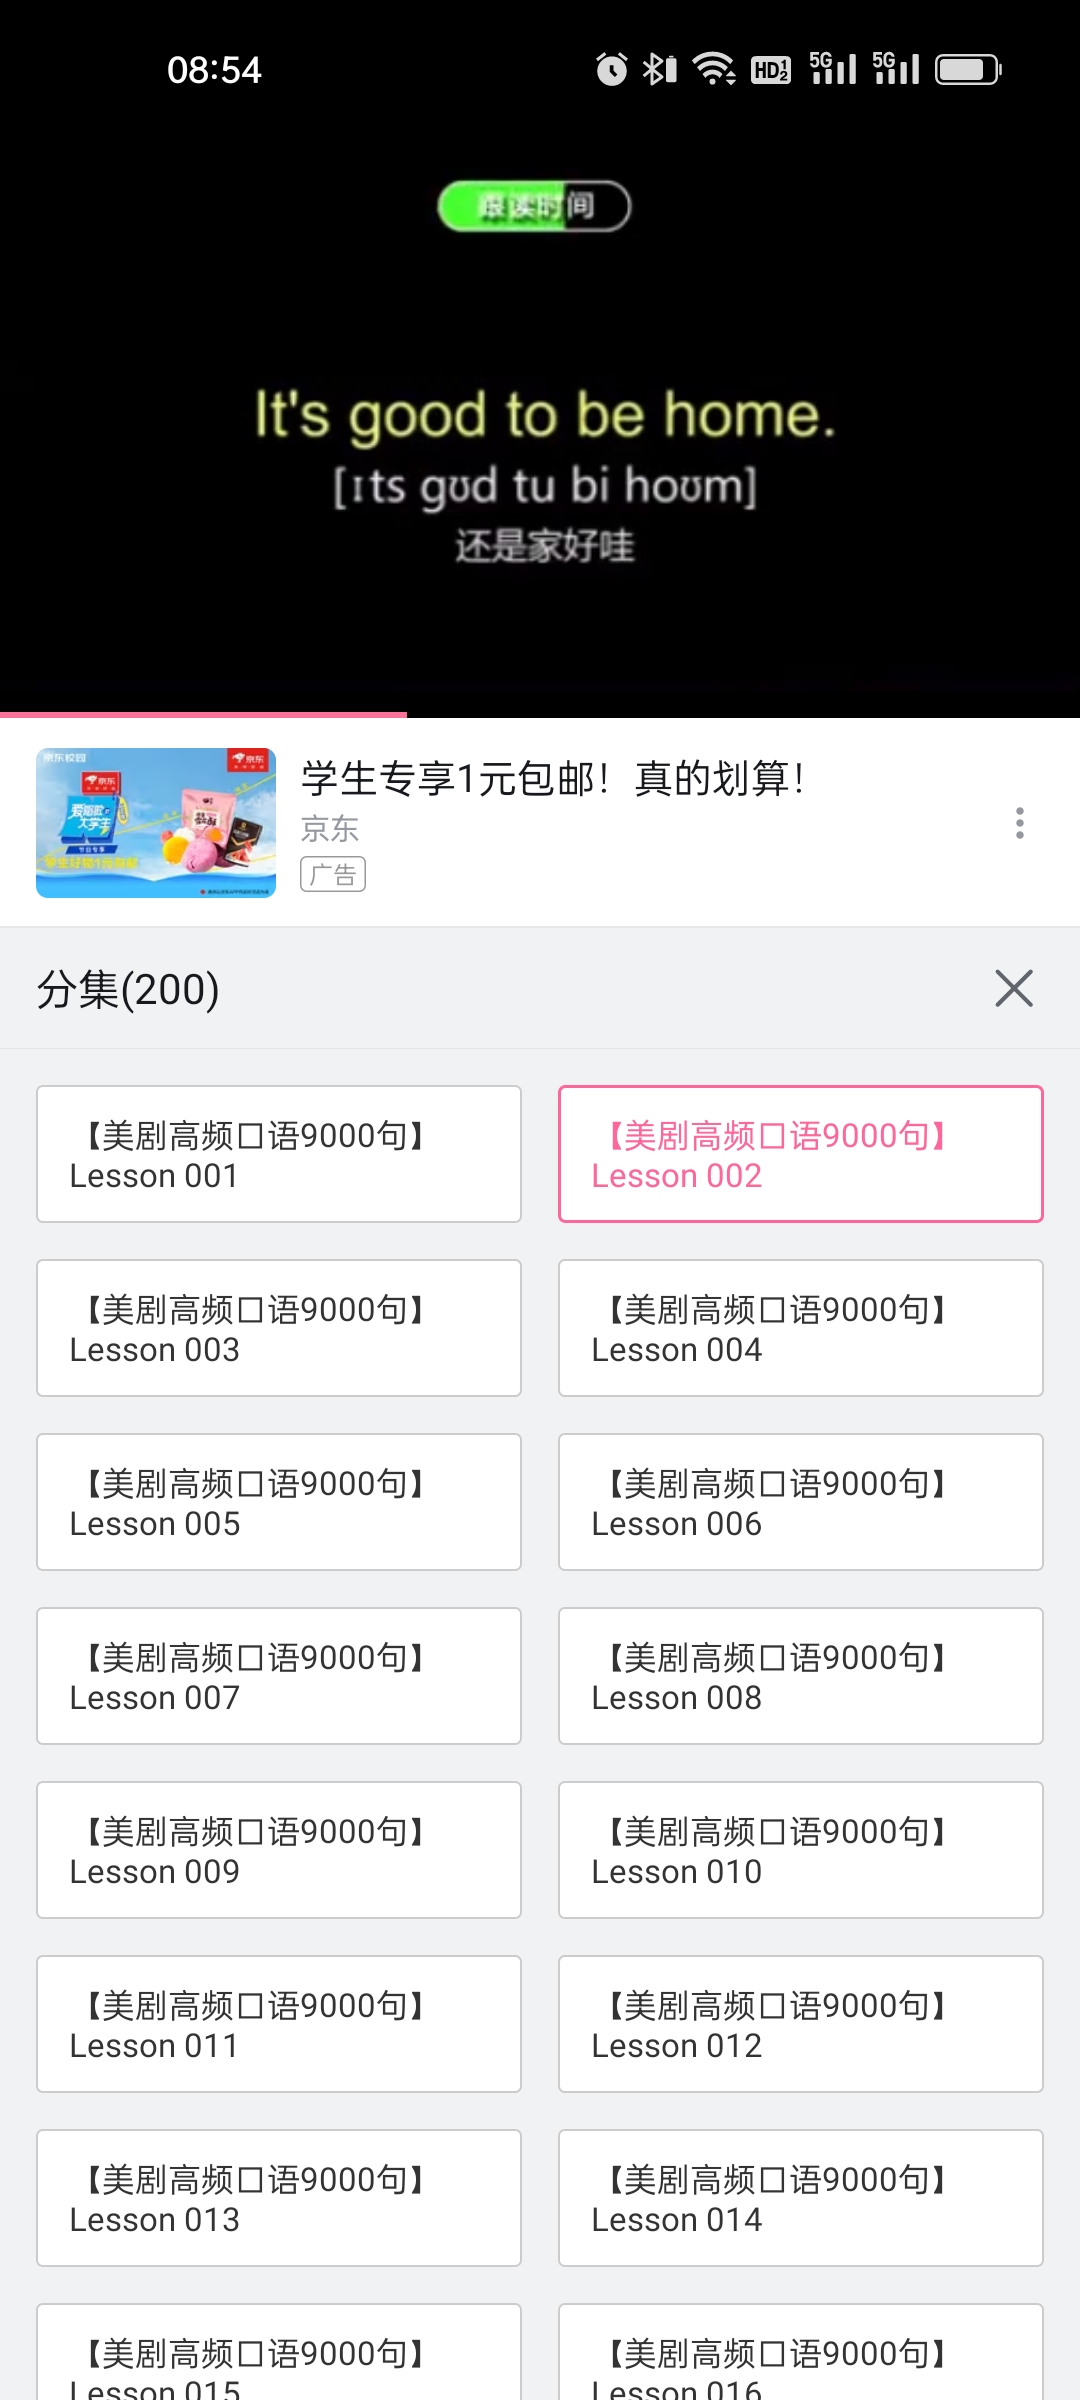 08:54
HD 1 2
5G
5G
跟读时间
It's good to be home.
[ɪts gʊd tu bi hoʊm]
还是家好哇
京东校园
京东
京东
学生专享1元包邮！真的划算！
京东
广告
分集(200)
【美剧高频口语9000句】
Lesson 001
【美剧高频口语9000句】
Lesson 002
【美剧高频口语9000句】
Lesson 003
【美剧高频口语9000句】
Lesson 004
【美剧高频口语9000句】
Lesson 005
【美剧高频口语9000句】
Lesson 006
【美剧高频口语9000句】
Lesson 007
【美剧高频口语9000句】
Lesson 008
【美剧高频口语9000句】
Lesson 009
【美剧高频口语9000句】
Lesson 010
【美剧高频口语9000句】
Lesson 011
【美剧高频口语9000句】
Lesson 012
【美剧高频口语9000句】
Lesson 013
【美剧高频口语9000句】
Lesson 014
【美剧高频口语9000句】
Lesson 015
【美剧高频口语9000句】
Lesson 016